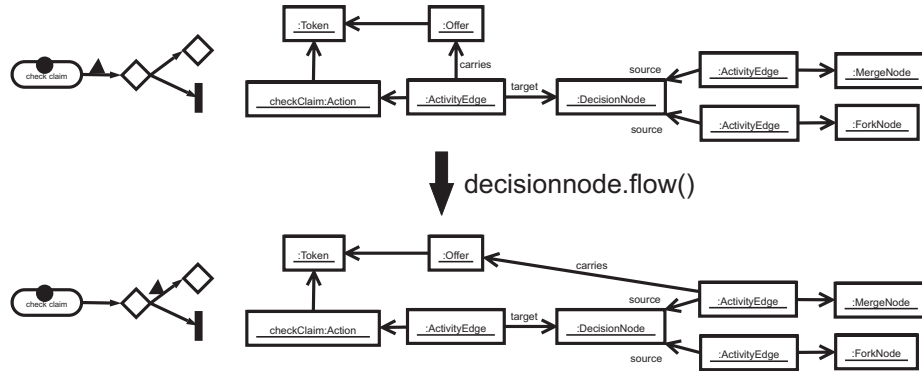 :Token
:Offer
check claim
carries
source
:ActivityEdge
:MergeNode
checkClaim:Action
:ActivityEdge
target
:DecisionNode
source
:ActivityEdge
:ForkNode
decisionnode.flow()
:Token
:Offer
carries
check claim
source
:ActivityEdge
:MergeNode
checkClaim:Action
:ActivityEdge
target
:DecisionNode
source
:ActivityEdge
:ForkNode